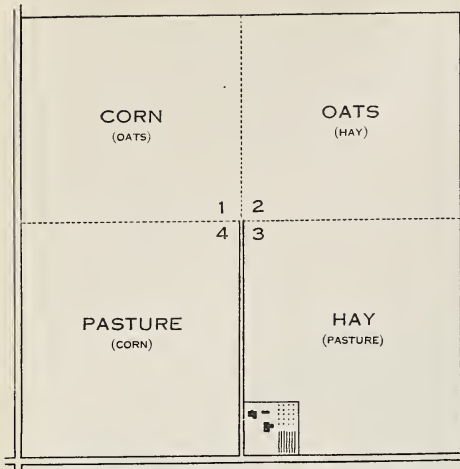 CORN
(OATS)
OATS
(HAY)
1 2
4 3
PASTURE
(CORN)
HAY
(PASTURE)